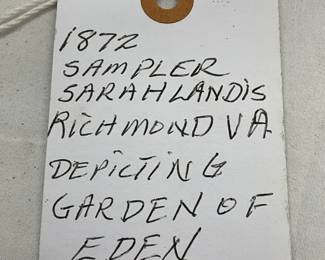 1872
SAMPLER
SARAH LANDIS
RICHMOND VA
DEPICTING
GARDEN OF
EDEN